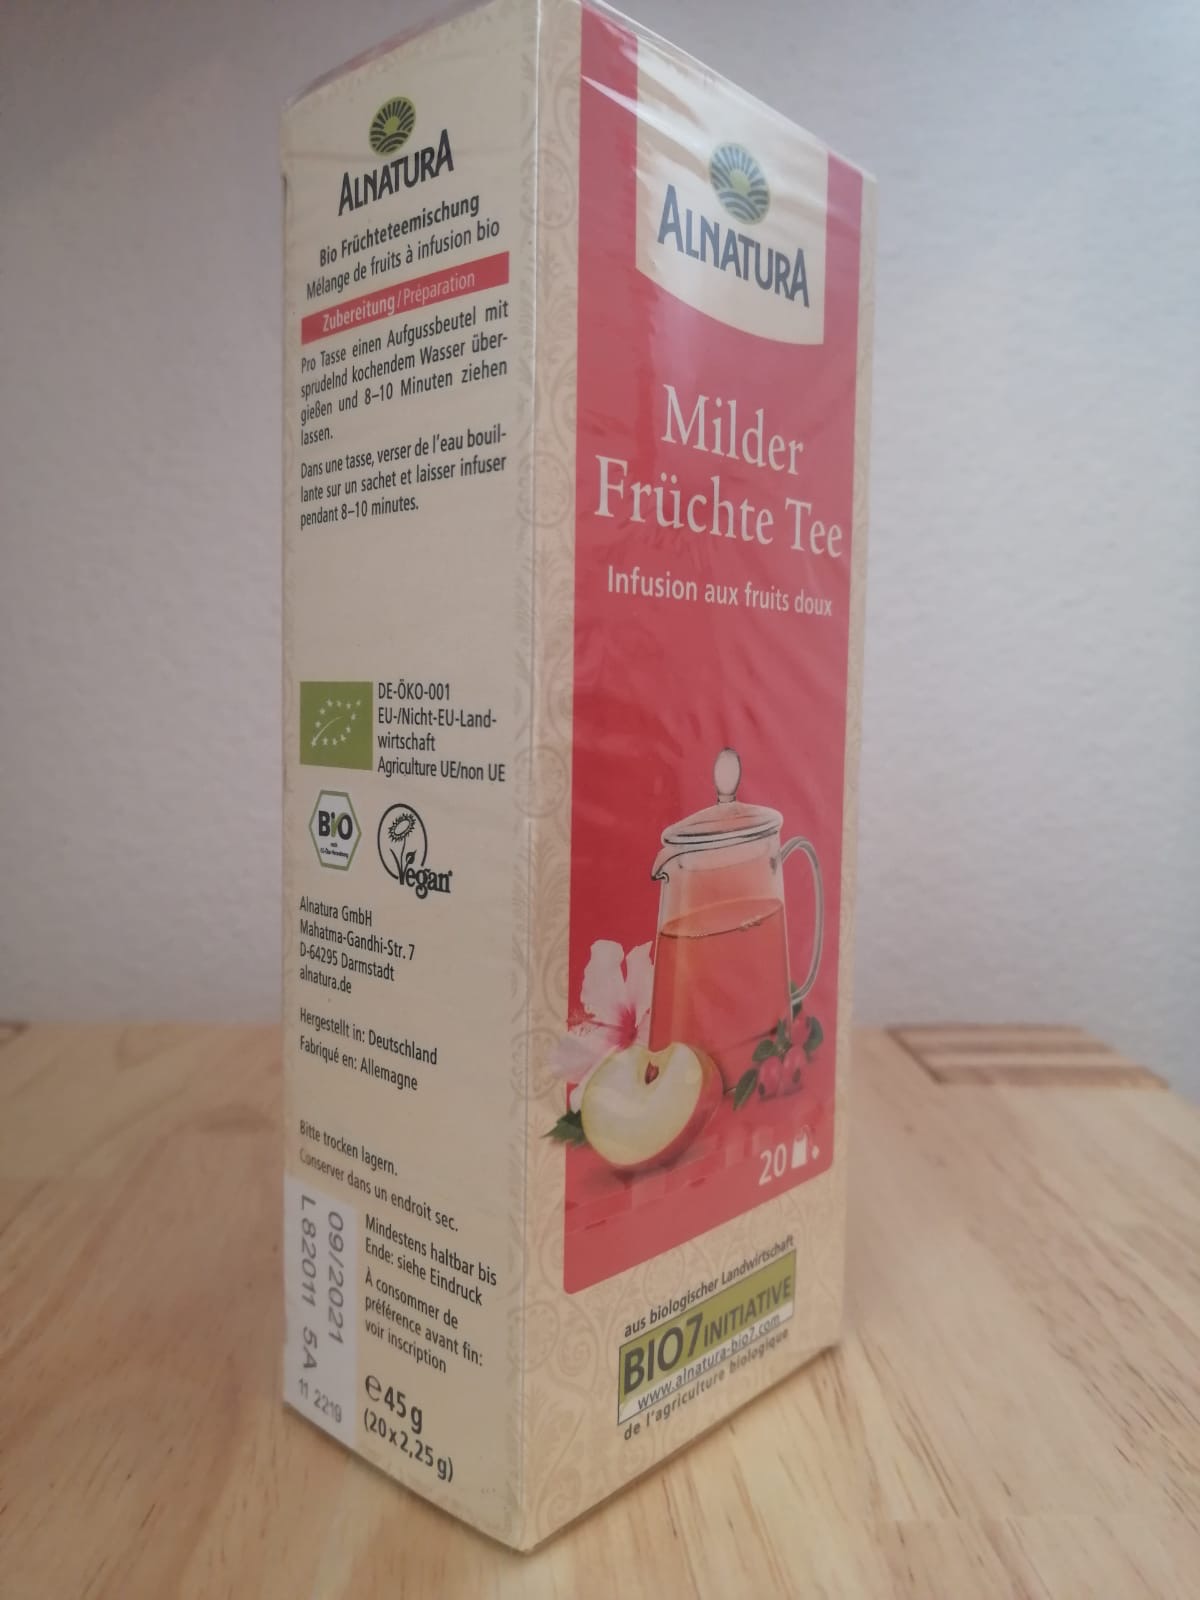 ALNATURA
Bio Früchteteemischung
Mélange de fruits à infusion bio
Zubereitung/Préparation
Pro Tasse einen Aufgussbeutel mit
sprudelnd kochendem Wasser über-
gießen und 8–10 Minuten ziehen
lassen.
Dans une tasse, verser de l'eau bouil-
lante sur un sachet et laisser infuser
pendant 8–10 minutes.
DE-ÖKO-001
EU-/Nicht-EU-Land-
wirtschaft
Agriculture UE/non UE
Bio
Vegan
Alnatura GmbH
Mahatma-Gandhi-Str. 7
D-64295 Darmstadt
alnatura.de
Hergestellt in: Deutschland
Fabriqué en: Allemagne
Bitte trocken lagern.
Conserver dans un endroit sec.
09/2021
L 82011 5A
11 2219
Mindestens haltbar bis
Ende: siehe Eindruck
À consommer de
préférence avant fin:
voir inscription
e45 g
(20 x 2,25 g)
ALNATURA
Milder
Früchte Tee
Infusion aux fruits doux
20
aus biologischer Landwirtschaft
BIO7 INITIATIVE
www.alnatura-bio7.com
de l'agriculture biologique